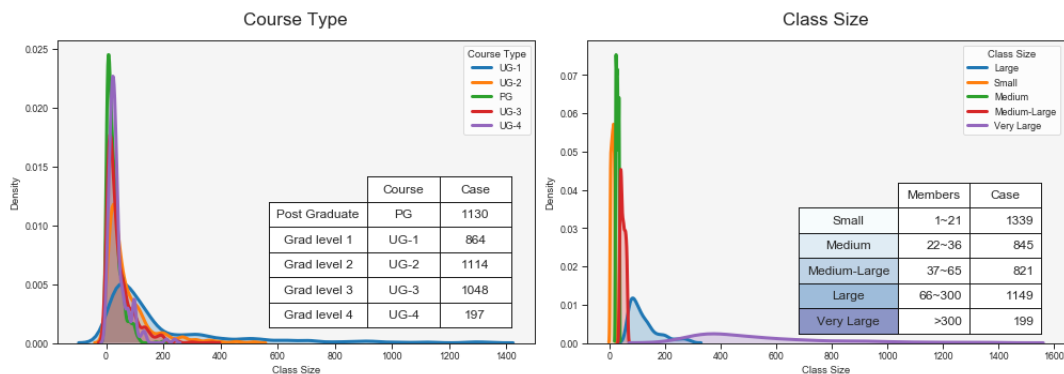 Course Type
Class Size
0.025
0.020
0.015
0.010
0.005
0.000
Density
Course Type
UG-1
UG-2
PG
UG-3
UG-4
Course Case
Post Graduate PG 1130
Grad level 1 UG-1 864
Grad level 2 UG-2 1114
Grad level 3 UG-3 1048
Grad level 4 UG-4 197
0 200 400 600 800 1000 1200 1400
Class Size
0.07
0.06
0.05
0.04
0.03
0.02
0.01
0.00
Density
Class Size
Large
Small
Medium
Medium-Large
Very Large
Members Case
Small 1~21 1339
Medium 22~36 845
Medium-Large 37~65 821
Large 66~300 1149
Very Large >300 199
0 200 400 600 800 1000 1200 1400 1600
Class Size